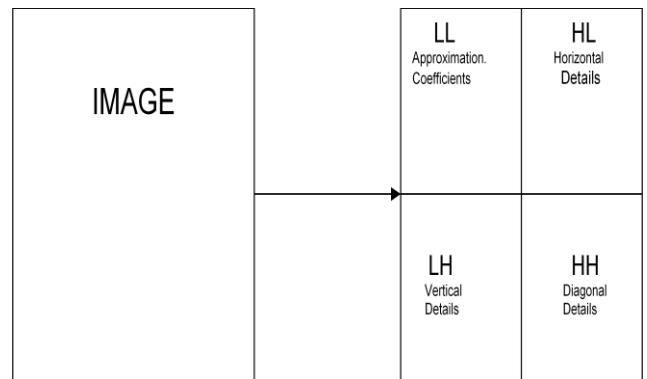 IMAGE
LL
Approximation.
Coefficients
HL
Horizontal
Details
LH
Vertical
Details
HH
Diagonal
Details